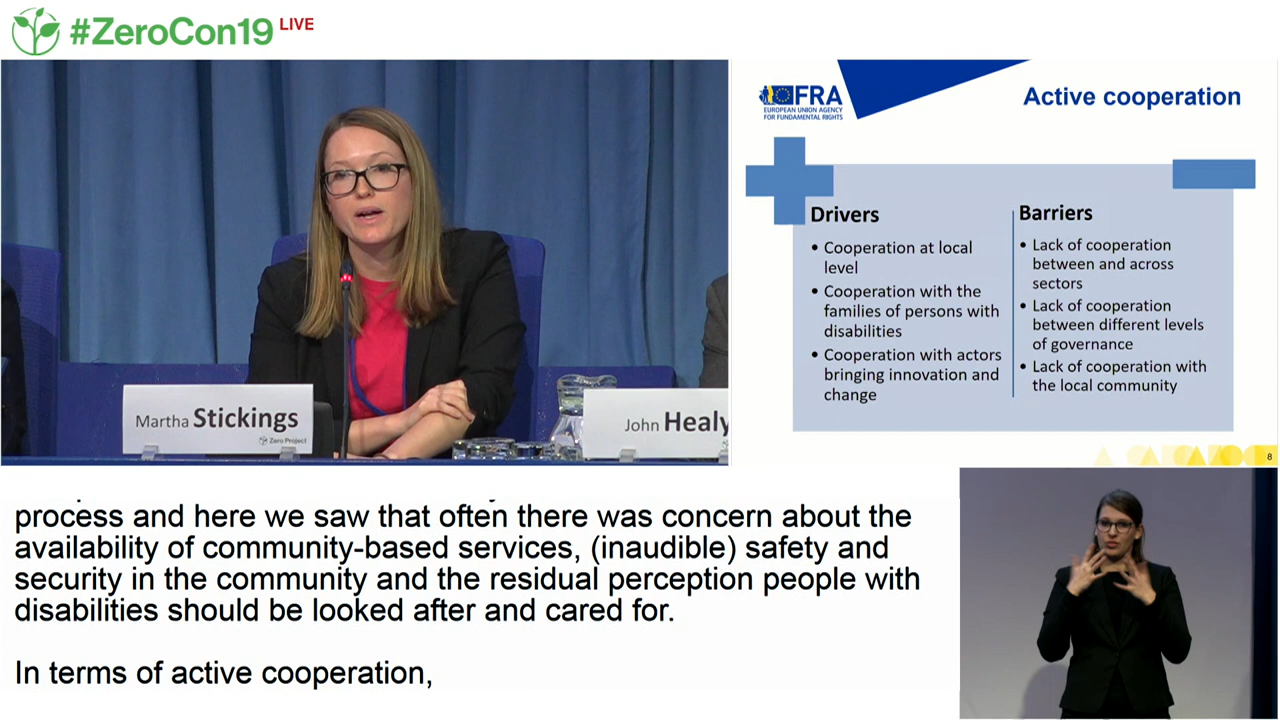 #ZeroCon19 LIVE
FRA
EUROPEAN UNION AGENCY
FOR FUNDAMENTAL RIGHTS
Active cooperation
Drivers
• Cooperation at local
level
• Cooperation with the
families of persons with
disabilities
• Cooperation with actors
bringing innovation and
change
Barriers
• Lack of cooperation
between and across
sectors
• Lack of cooperation
between different levels
of governance
• Lack of cooperation with
the local community
8
Martha Stickings
Zero Project
John Healy
process and here we saw that often there was concern about the
availability of community-based services, (inaudible) safety and
security in the community and the residual perception people with
disabilities should be looked after and cared for.
In terms of active cooperation,